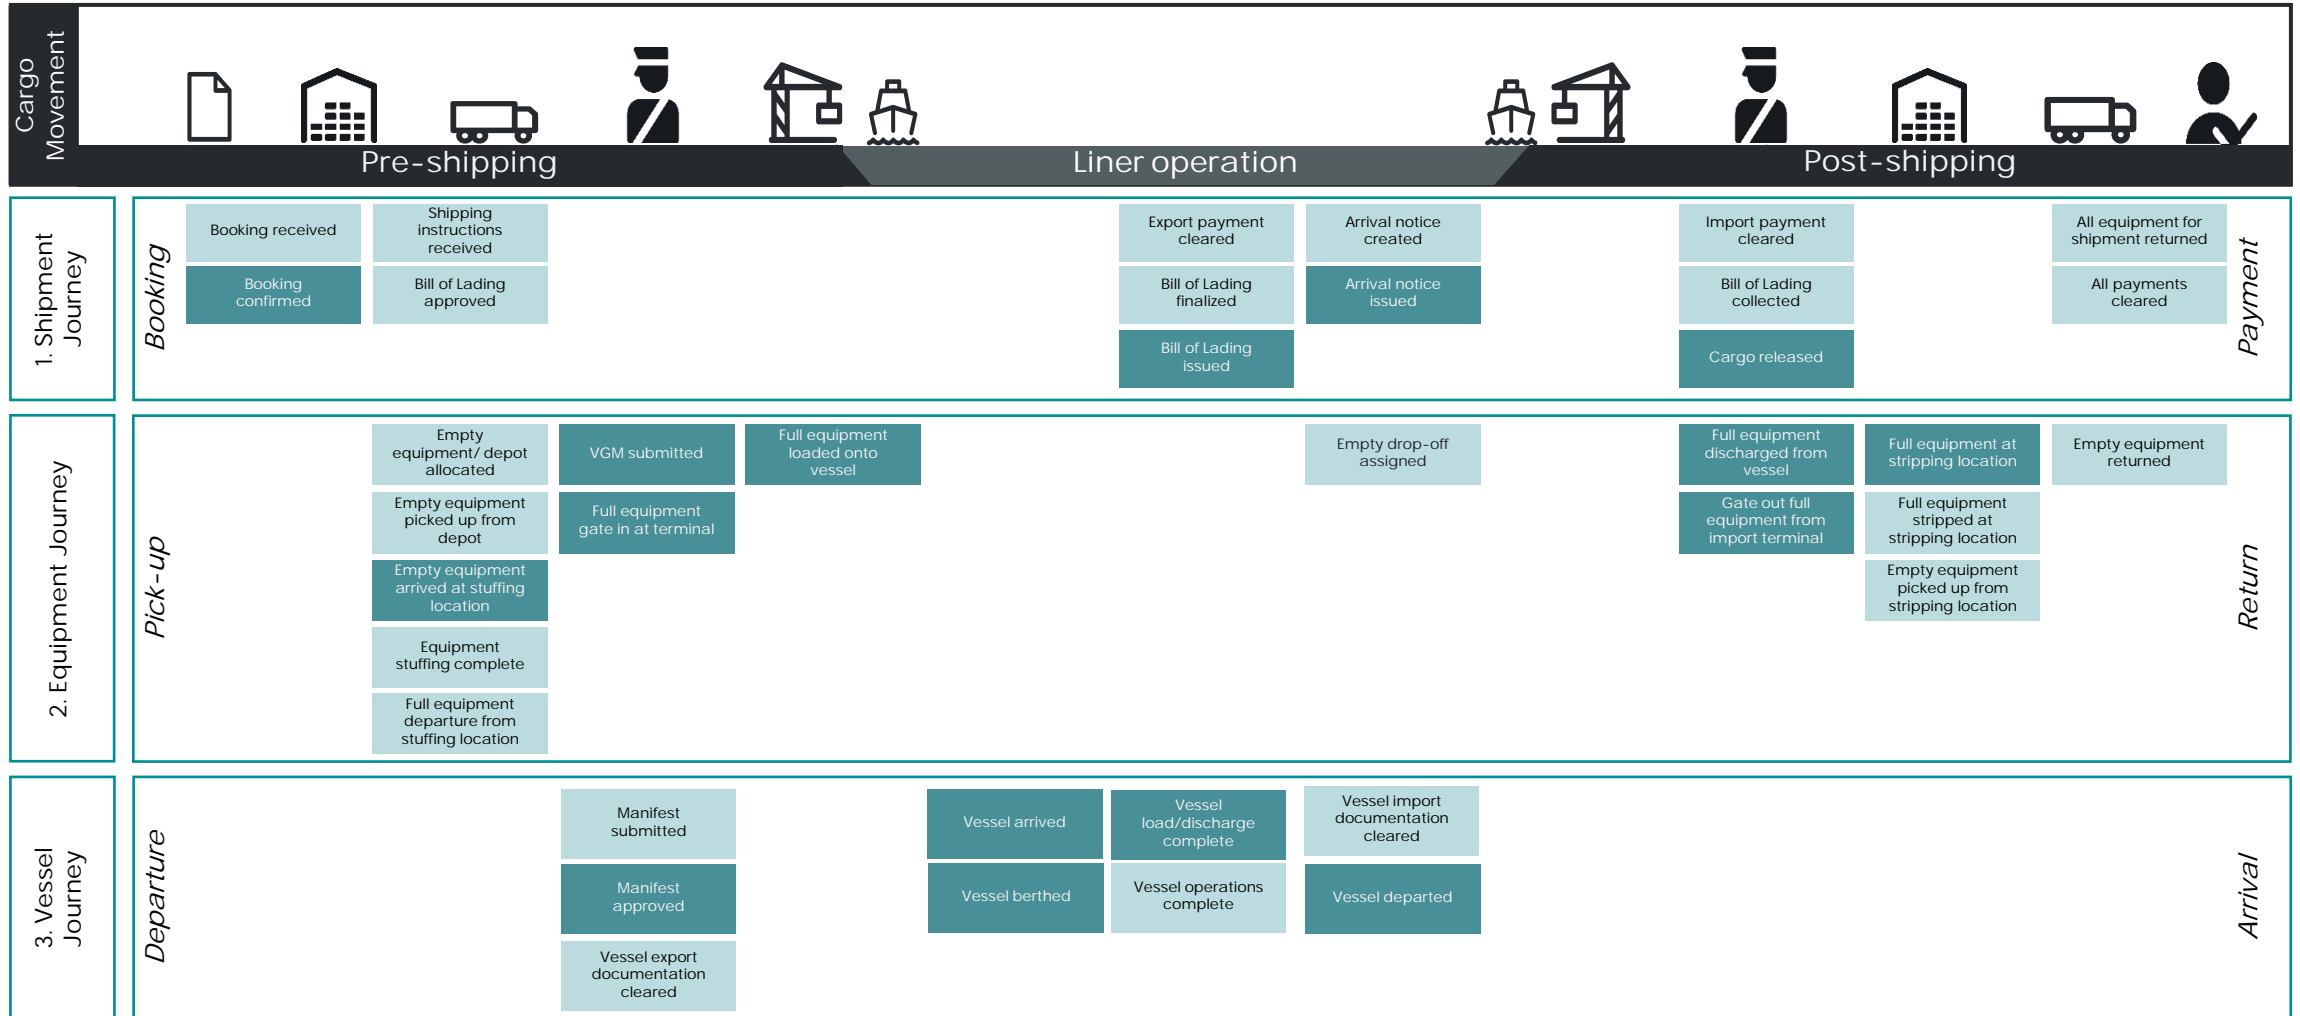 Cargo
Movement
Pre-shipping
Liner operation
Post-shipping
1. Shipment
Journey
Booking
Booking received
Booking
confirmed
Shipping
instructions
received
Bill of Lading
approved
Export payment
cleared
Bill of Lading
finalized
Bill of Lading
issued
Arrival notice
created
Arrival notice
issued
Import payment
cleared
Bill of Lading
collected
Cargo released
All equipment for
shipment returned
All payments
cleared
Payment
2. Equipment Journey
Pick-up
Empty
equipment/ depot
allocated
Empty equipment
picked up from
depot
Empty equipment
arrived at stuffing
location
Equipment
stuffing complete
Full equipment
departure from
stuffing location
VGM submitted
Full equipment
gate in at terminal
Full equipment
loaded onto
vessel
Empty drop-off
assigned
Full equipment
discharged from
vessel
Gate out full
equipment from
import terminal
Full equipment at
stripping location
Full equipment
stripped at
stripping location
Empty equipment
picked up from
stripping location
Empty equipment
returned
Return
3. Vessel
Journey
Departure
Manifest
submitted
Manifest
approved
Vessel export
documentation
cleared
Vessel arrived
Vessel berthed
Vessel
load/discharge
complete
Vessel operations
complete
Vessel import
documentation
cleared
Vessel departed
Arrival